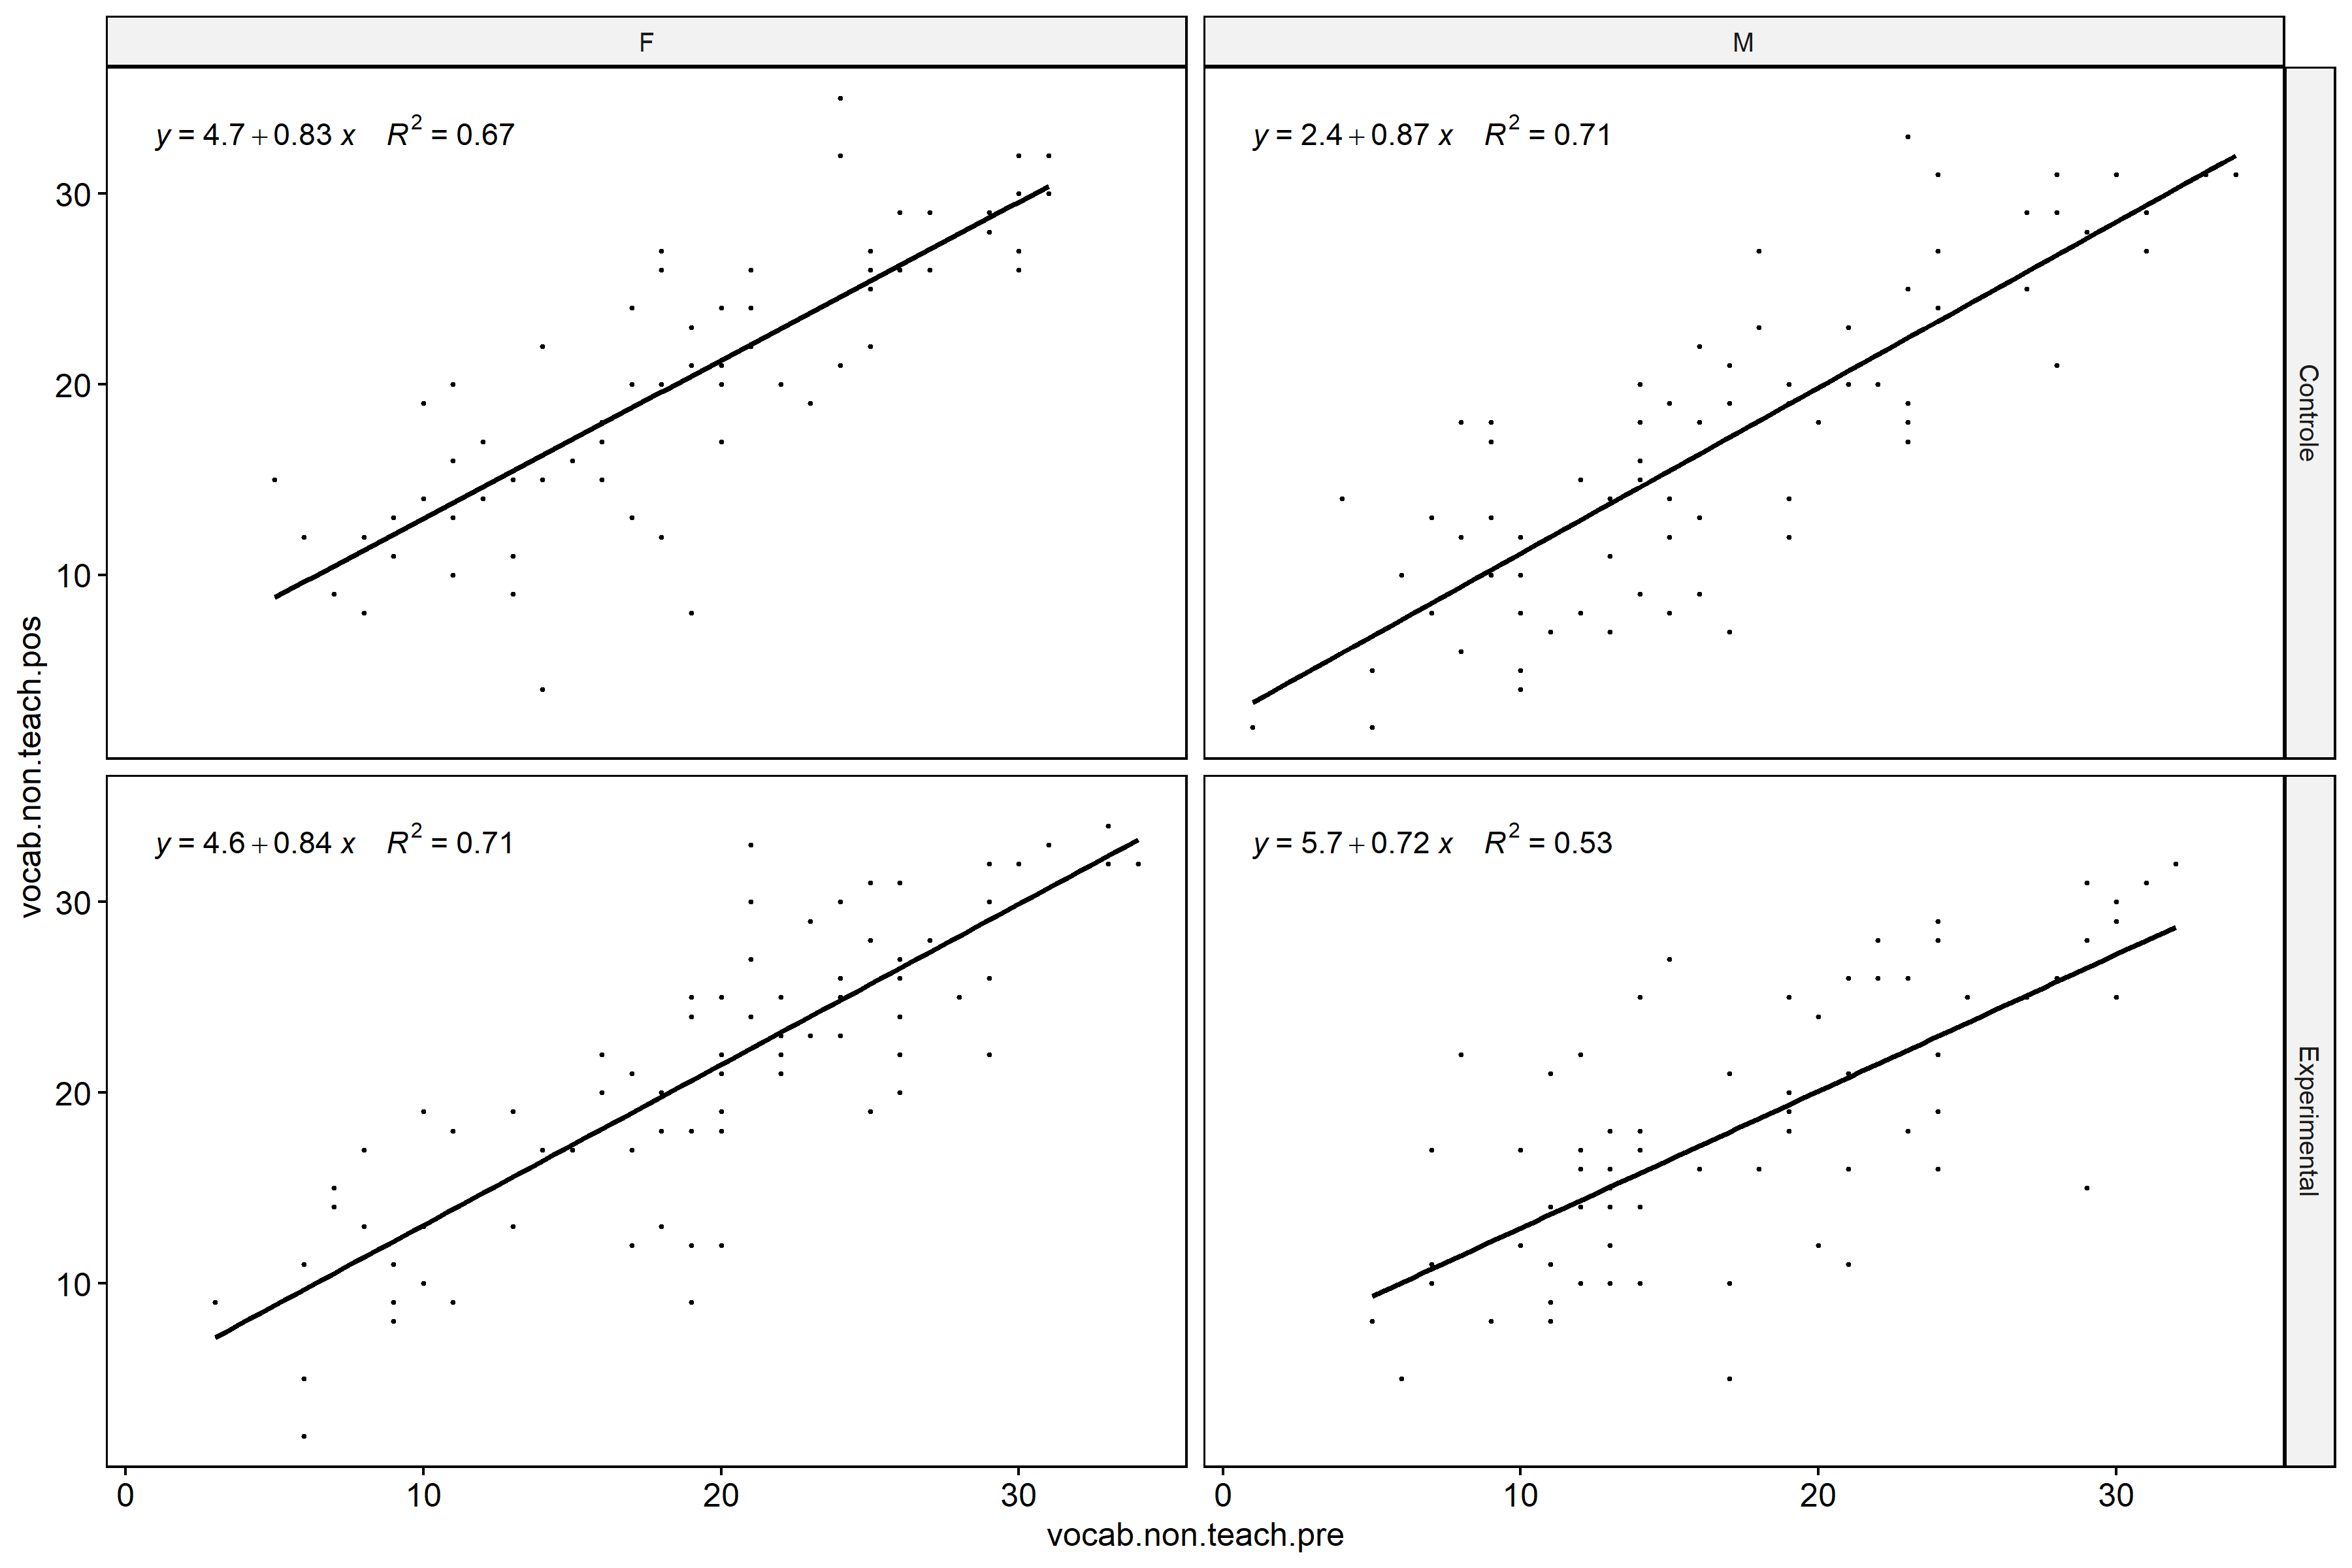 F
M
y = 4.7 + 0.83 x R² = 0.67
y = 2.4 + 0.87 x R² = 0.71
30
20
10
Controle
vocab.non.teach.pos
y = 4.6 + 0.84 x R² = 0.71
y = 5.7 + 0.72 x R² = 0.53
30
20
10
Experimental
0 10 20 30
0 10 20 30
vocab.non.teach.pre